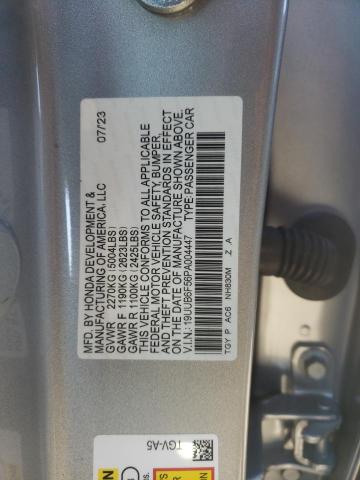 MFD. BY HONDA DEVELOPMENT & 07/23
MANUFACTURING OF AMERICA, LLC
GVWR 2270KG (5004LBS)
GAWR F 1190KG (2623LBS)
GAWR R 1100KG (2425LBS)
THIS VEHICLE CONFORMS TO ALL APPLICABLE
FEDERAL MOTOR VEHICLE SAFETY, BUMPER,
AND THEFT PREVENTION STANDARDS IN EFFECT
ON THE DATE OF MANUFACTURE SHOWN ABOVE.
V.I.N.: 19UUB6F56PA004447 TYPE:PASSENGER CAR
TGY P AC6 NH830M Z A
TGV-A5